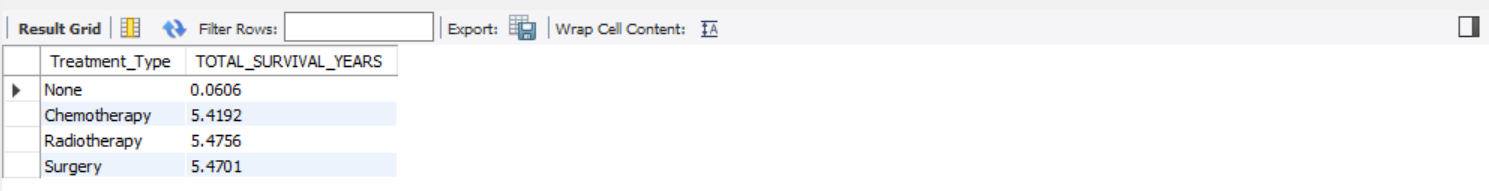 Result Grid Filter Rows: Export: Wrap Cell Content: IA
Treatment_Type TOTAL_SURVIVAL_YEARS
None 0.0606
Chemotherapy 5.4192
Radiotherapy 5.4756
Surgery 5.4701